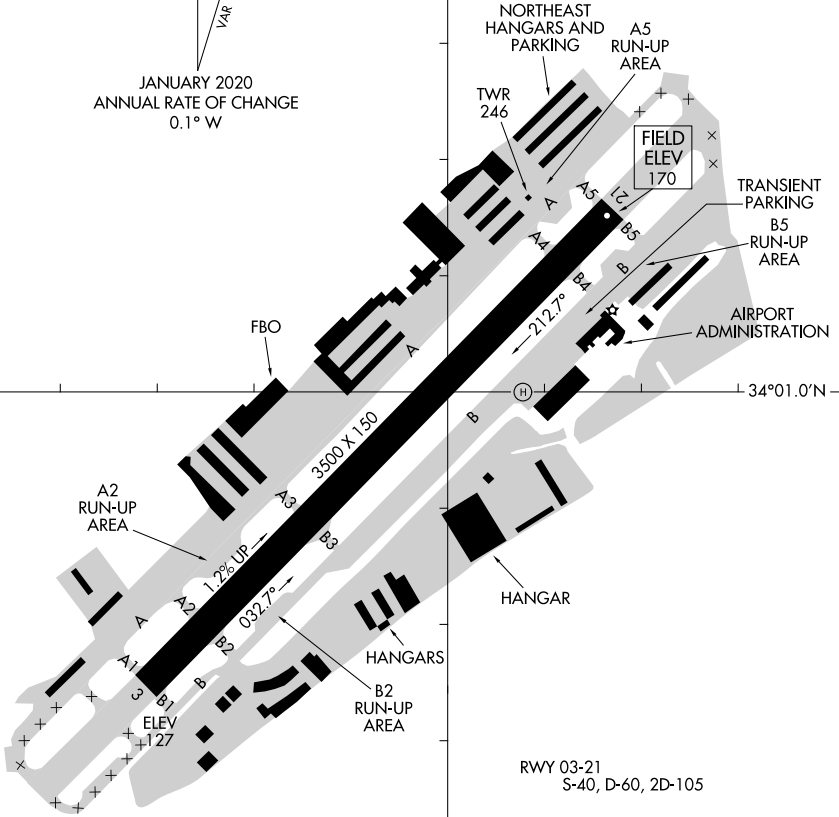 VAR
JANUARY 2020
ANNUAL RATE OF CHANGE
0.1° W
NORTHEAST
HANGARS AND
PARKING
A5
RUN-UP
AREA
TWR
246
FIELD
ELEV
170
A
A5
21
TRANSIENT
PARKING
B5
A4
B
B5
RUN-UP
AREA
B4
212.7°
AIRPORT
ADMINISTRATION
FBO
A
H
34°01.0'N
B
3500 X 150
A2
RUN-UP
AREA
A3
B3
1.2% UP
032.7°
HANGAR
A2
A
B2
HANGARS
A1
B
3
B1
B2
RUN-UP
AREA
ELEV
127
RWY 03-21
S-40, D-60, 2D-105